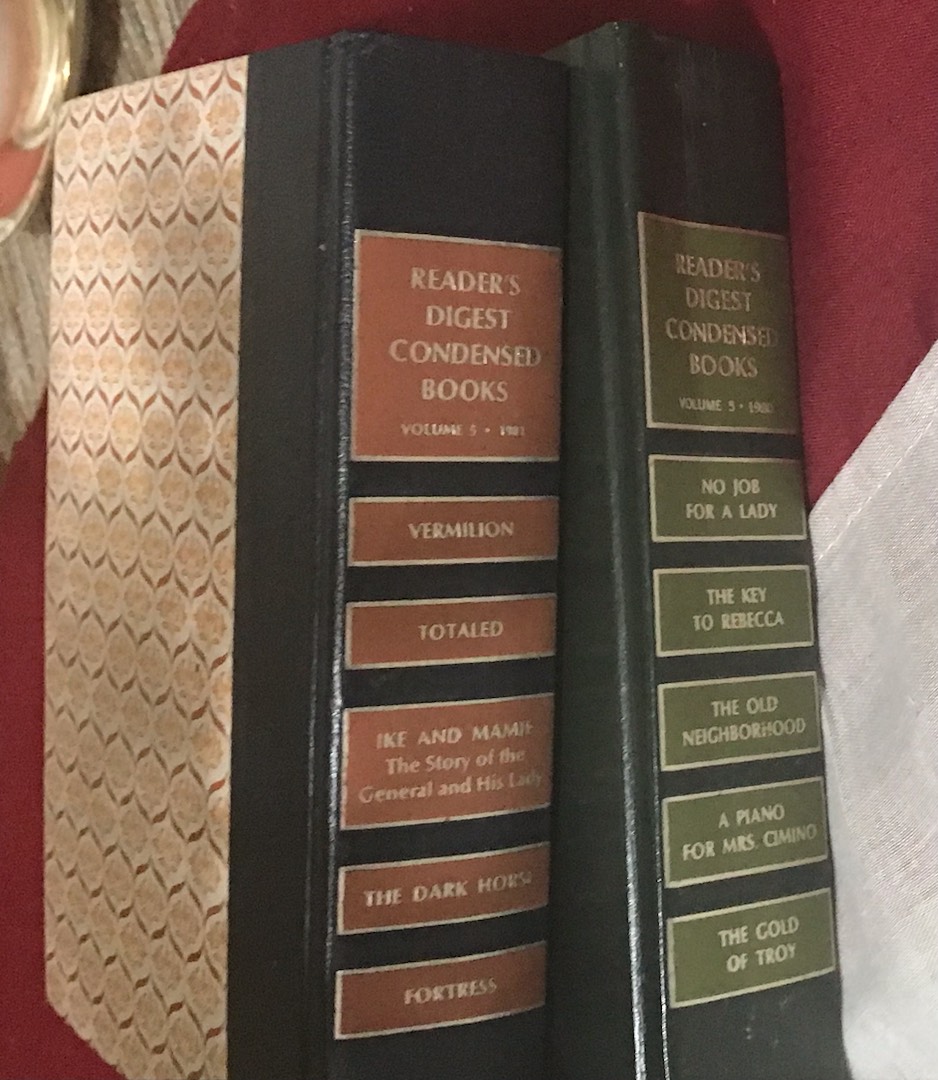 READER'S
DIGEST
CONDENSED
BOOKS
VOLUME 5 • 1981
VERMILION
TOTALED
IKE AND MAMIE
The Story of the
General and His Lady
THE DARK HORSE
FORTRESS
READER'S
DIGEST
CONDENSED
BOOKS
VOLUME 5 • 1980
NO JOB
FOR A LADY
THE KEY
TO REBECCA
THE OLD
NEIGHBORHOOD
A PIANO
FOR MRS. CIMINO
THE GOLD
OF TROY